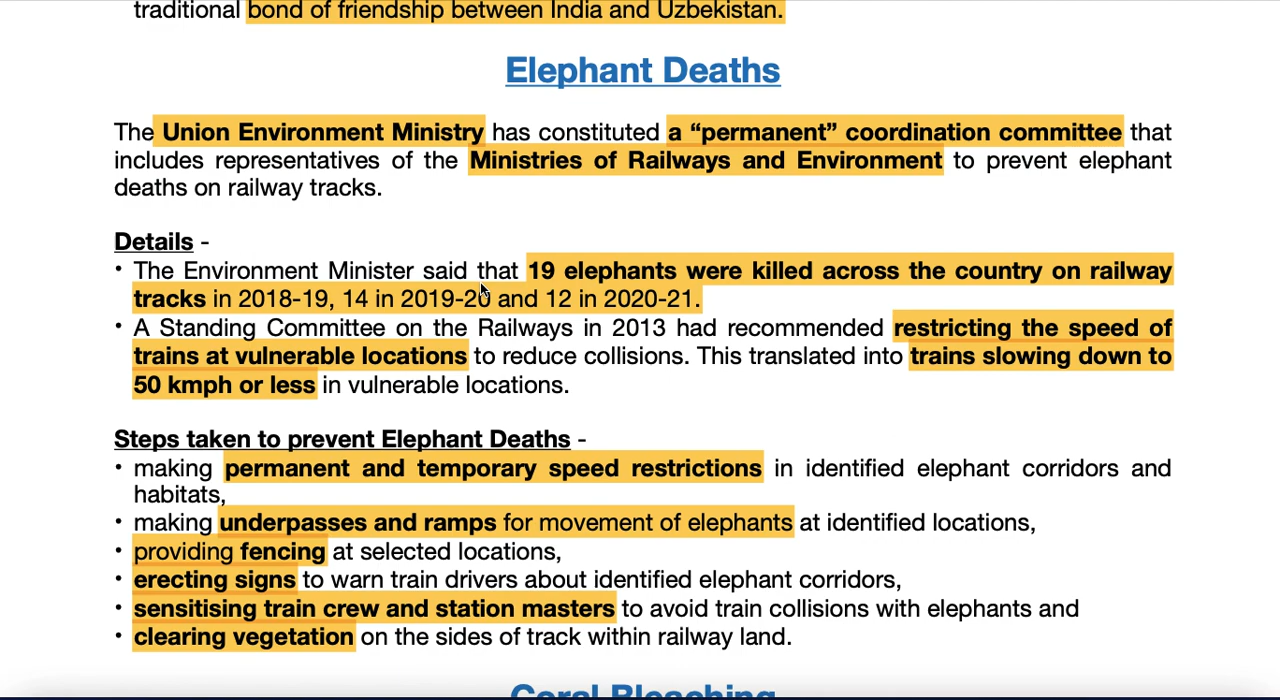 traditional bond of friendship between India and Uzbekistan.
Elephant Deaths
The Union Environment Ministry has constituted a “permanent” coordination committee that
includes representatives of the Ministries of Railways and Environment to prevent elephant
deaths on railway tracks.
Details -
• The Environment Minister said that 19 elephants were killed across the country on railway
tracks in 2018-19, 14 in 2019-20 and 12 in 2020-21.
• A Standing Committee on the Railways in 2013 had recommended restricting the speed of
trains at vulnerable locations to reduce collisions. This translated into trains slowing down to
50 kmph or less in vulnerable locations.
Steps taken to prevent Elephant Deaths -
• making permanent and temporary speed restrictions in identified elephant corridors and
habitats,
• making underpasses and ramps for movement of elephants at identified locations,
• providing fencing at selected locations,
• erecting signs to warn train drivers about identified elephant corridors,
• sensitising train crew and station masters to avoid train collisions with elephants and
• clearing vegetation on the sides of track within railway land.
Coral Bleaching